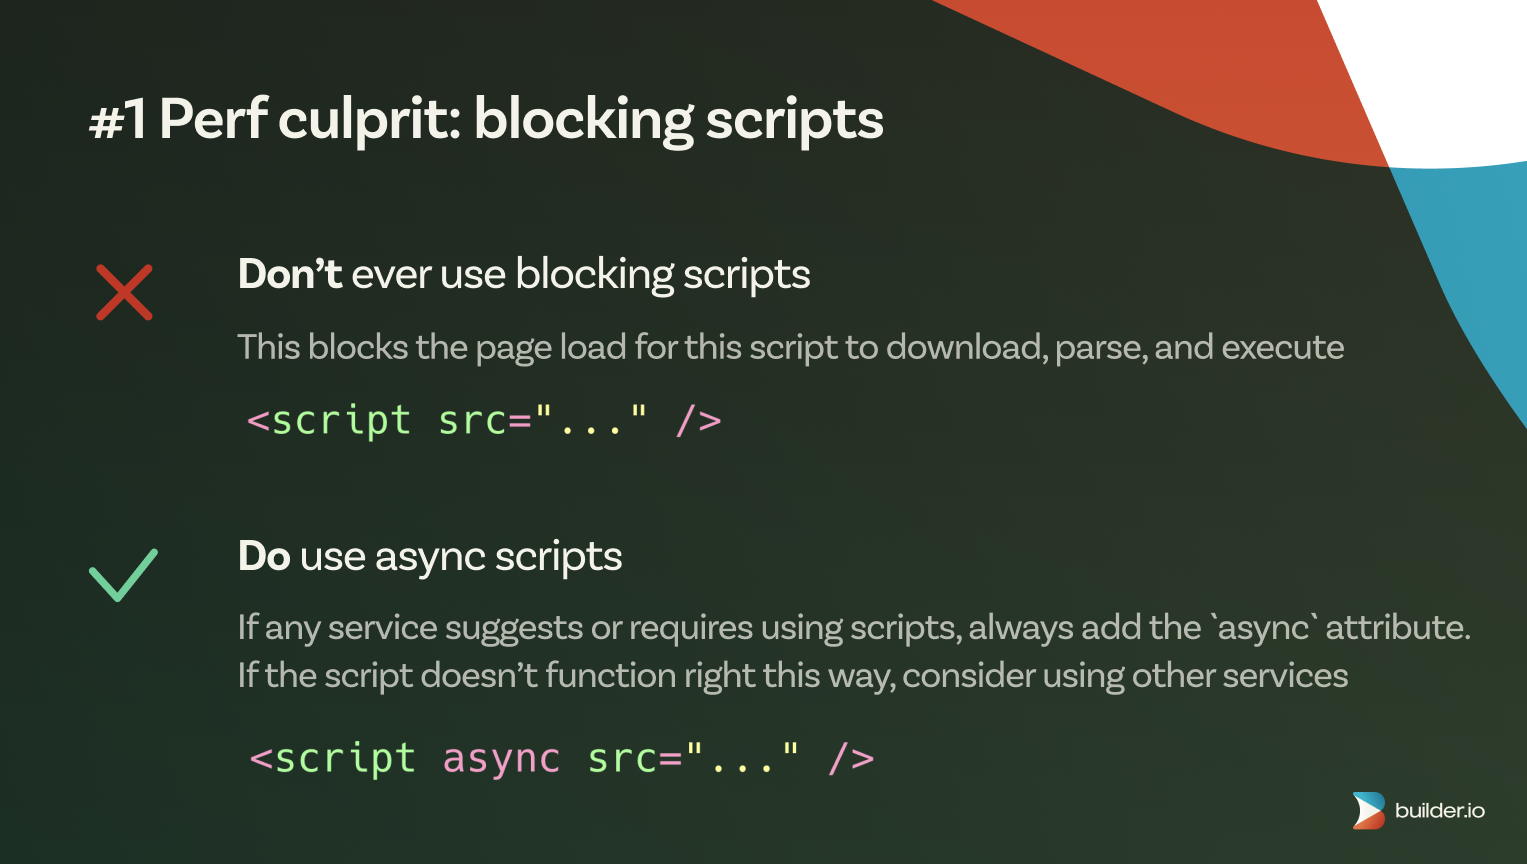 #1 Perf culprit: blocking scripts
Don’t ever use blocking scripts
This blocks the page load for this script to download, parse, and execute
<script src="..." />
Do use async scripts
If any service suggests or requires using scripts, always add the `async` attribute.
If the script doesn’t function right this way, consider using other services
<script async src="..." />
builder.io